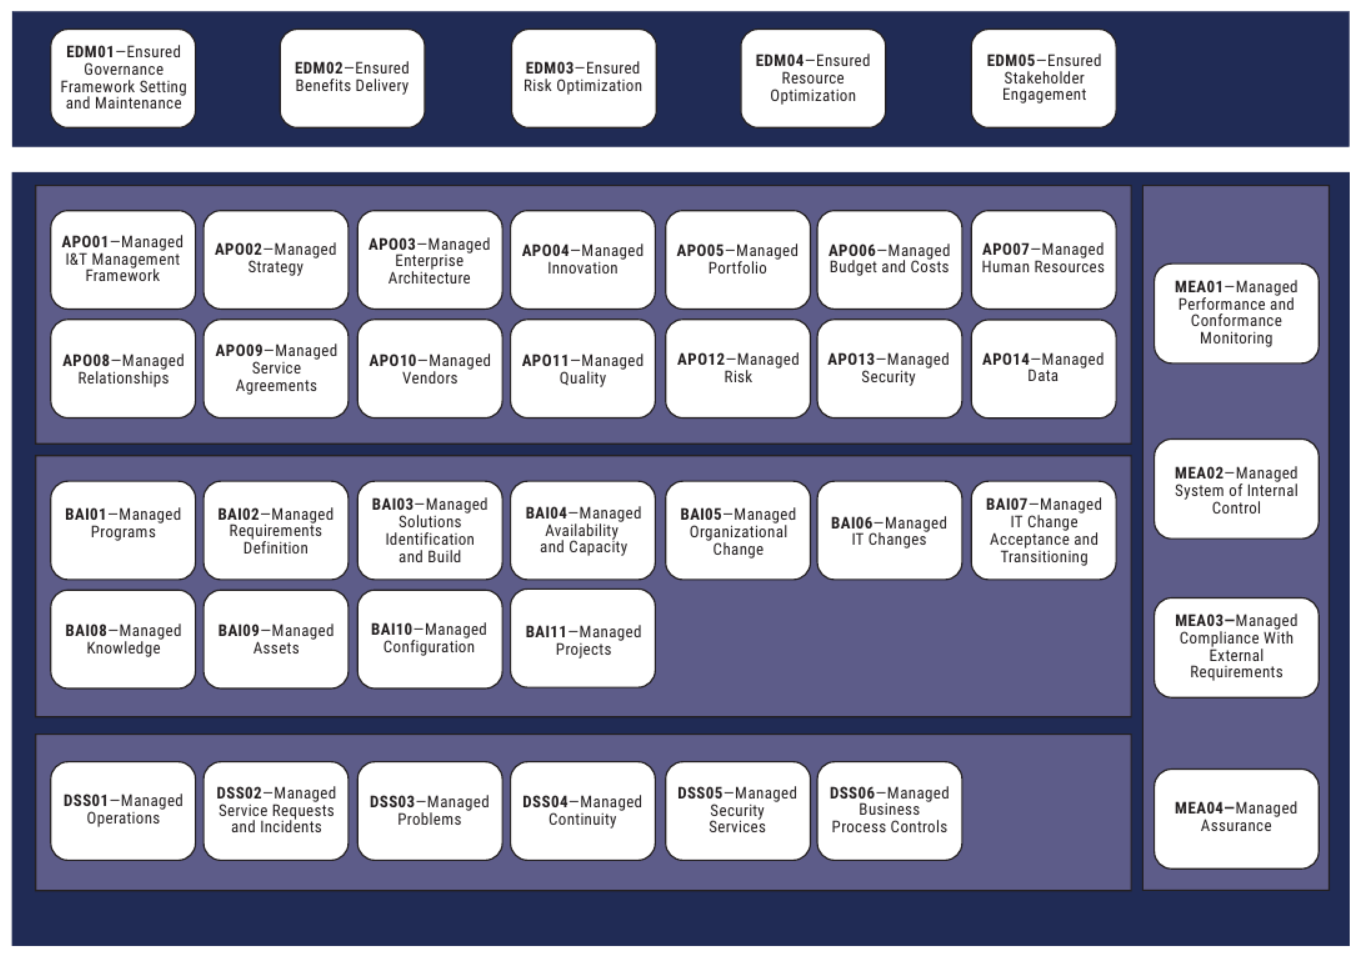 EDM01—Ensured
Governance
Framework Setting
and Maintenance
EDM02—Ensured
Benefits Delivery
EDM03—Ensured
Risk Optimization
EDM04—Ensured
Resource
Optimization
EDM05—Ensured
Stakeholder
Engagement
APO01—Managed
I&T Management
Framework
APO02—Managed
Strategy
APO03—Managed
Enterprise
Architecture
APO04—Managed
Innovation
APO05—Managed
Portfolio
APO06—Managed
Budget and Costs
APO07—Managed
Human Resources
APO08—Managed
Relationships
APO09—Managed
Service
Agreements
APO10—Managed
Vendors
APO11—Managed
Quality
APO12—Managed
Risk
APO13—Managed
Security
APO14—Managed
Data
BAI01—Managed
Programs
BAI02—Managed
Requirements
Definition
BAI03—Managed
Solutions
Identification
and Build
BAI04—Managed
Availability
and Capacity
BAI05—Managed
Organizational
Change
BAI06—Managed
IT Changes
BAI07—Managed
IT Change
Acceptance and
Transitioning
BAI08—Managed
Knowledge
BAI09—Managed
Assets
BAI10—Managed
Configuration
BAI11—Managed
Projects
DSS01—Managed
Operations
DSS02—Managed
Service Requests
and Incidents
DSS03—Managed
Problems
DSS04—Managed
Continuity
DSS05—Managed
Security
Services
DSS06—Managed
Business
Process Controls
MEA01—Managed
Performance and
Conformance
Monitoring
MEA02—Managed
System of Internal
Control
MEA03—Managed
Compliance With
External
Requirements
MEA04—Managed
Assurance